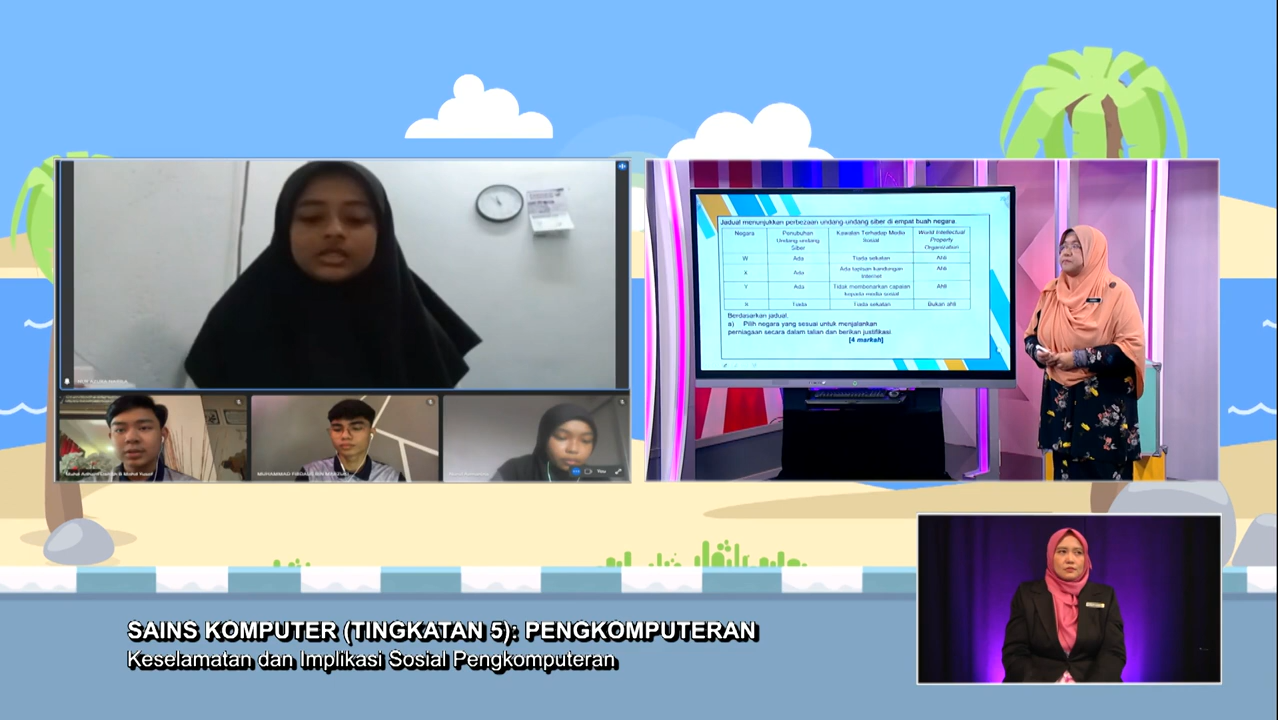 Jadual menunjukkan perbezaan undang-undang siber di empat buah negara.
Negara
Penubuhan Undang-undang Siber
Kawalan Terhadap Media Sosial
World Intellectual Property Organization
W
Ada
Tiada sekatan
Ahli
X
Ada
Ada tapisan kandungan Internet
Ahli
Y
Ada
Tidak membenarkan capaian kepada media sosial
Ahli
Tiada
Tiada sekatan
Bukan ahli
Berdasarkan jadual.
a) Pilih negara yang sesuai untuk menjalankan
perniagaan secara dalam talian dan berikan justifikasi
[4 markah]
SAINS KOMPUTER (TINGKATAN 5): PENGKOMPUTERAN
Keselamatan dan Implikasi Sosial Pengkomputeran